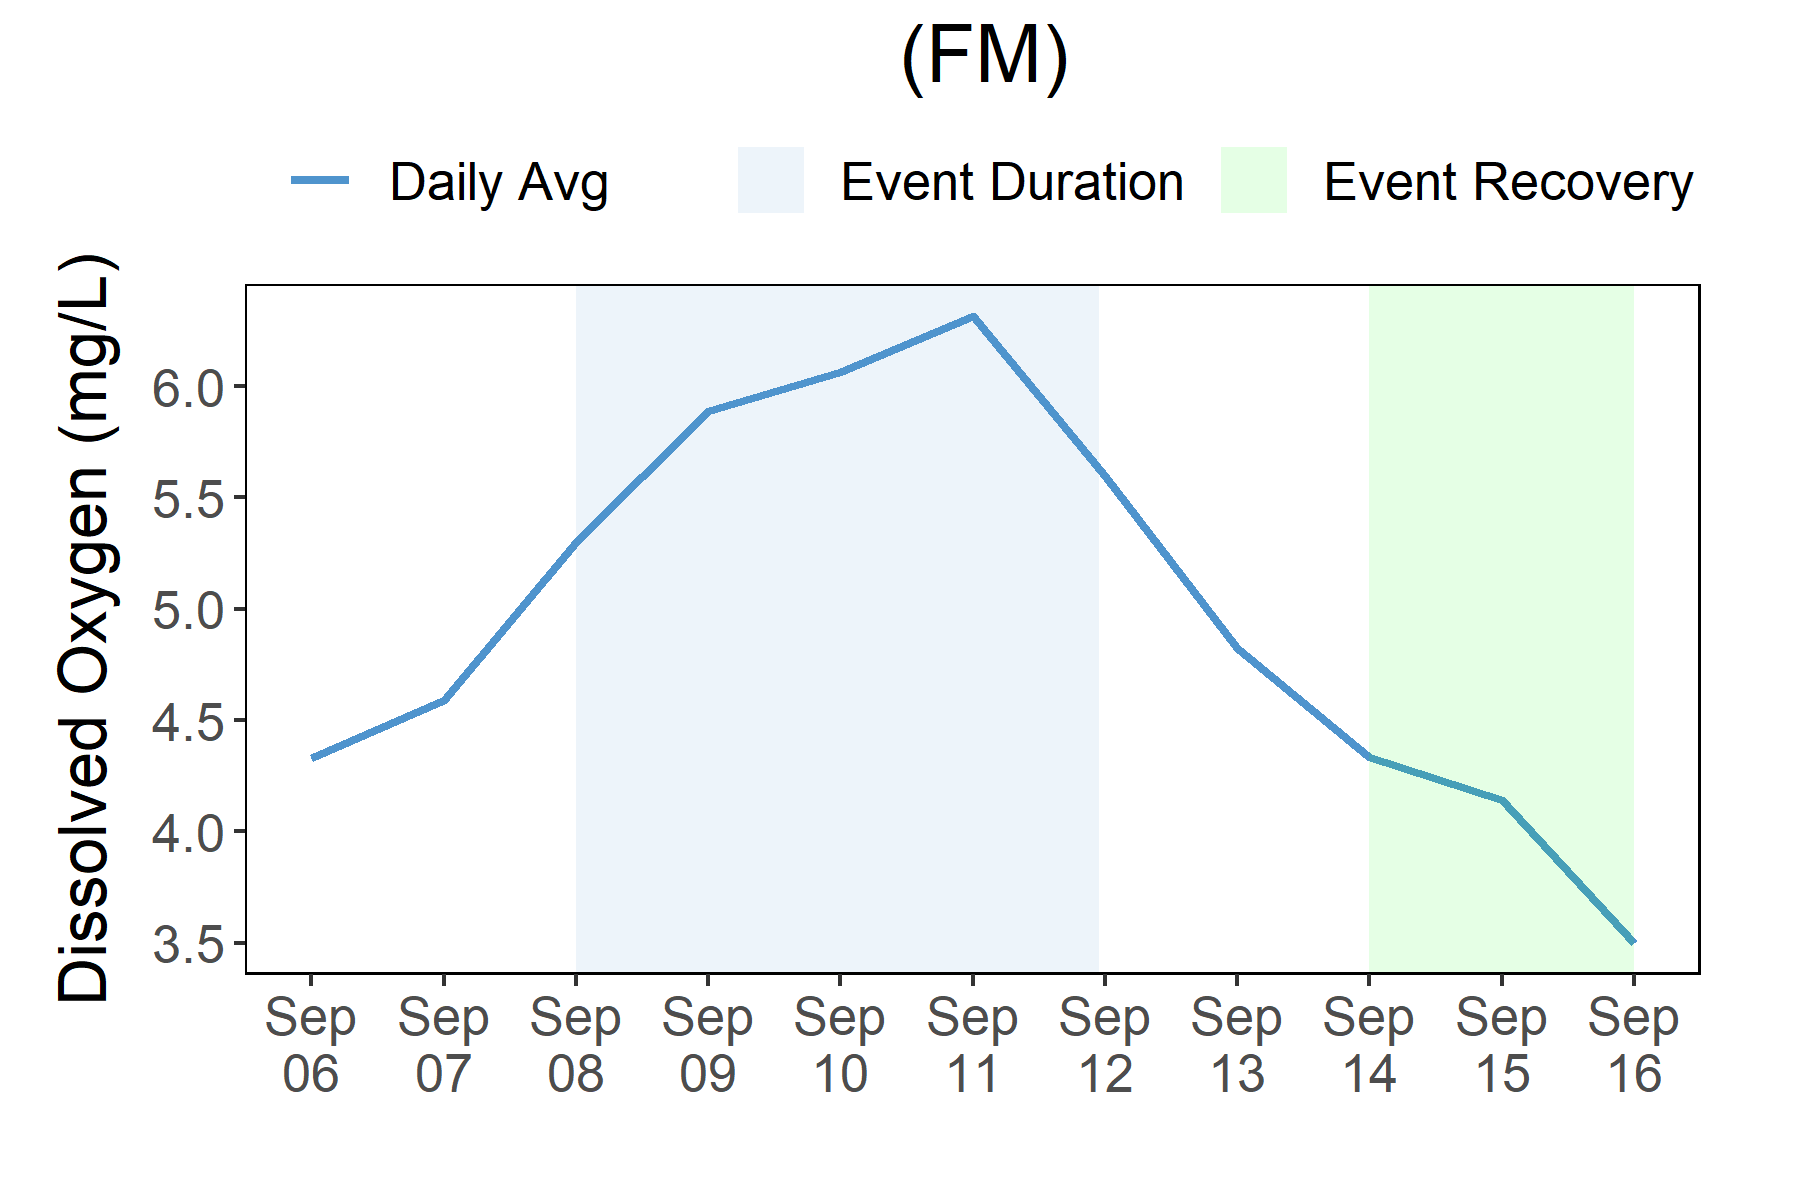 (FM)
Daily Avg
Event Duration
Event Recovery
Dissolved Oxygen (mg/L)
6.0
5.5
5.0
4.5
4.0
3.5
Sep 06
Sep 07
Sep 08
Sep 09
Sep 10
Sep 11
Sep 12
Sep 13
Sep 14
Sep 15
Sep 16